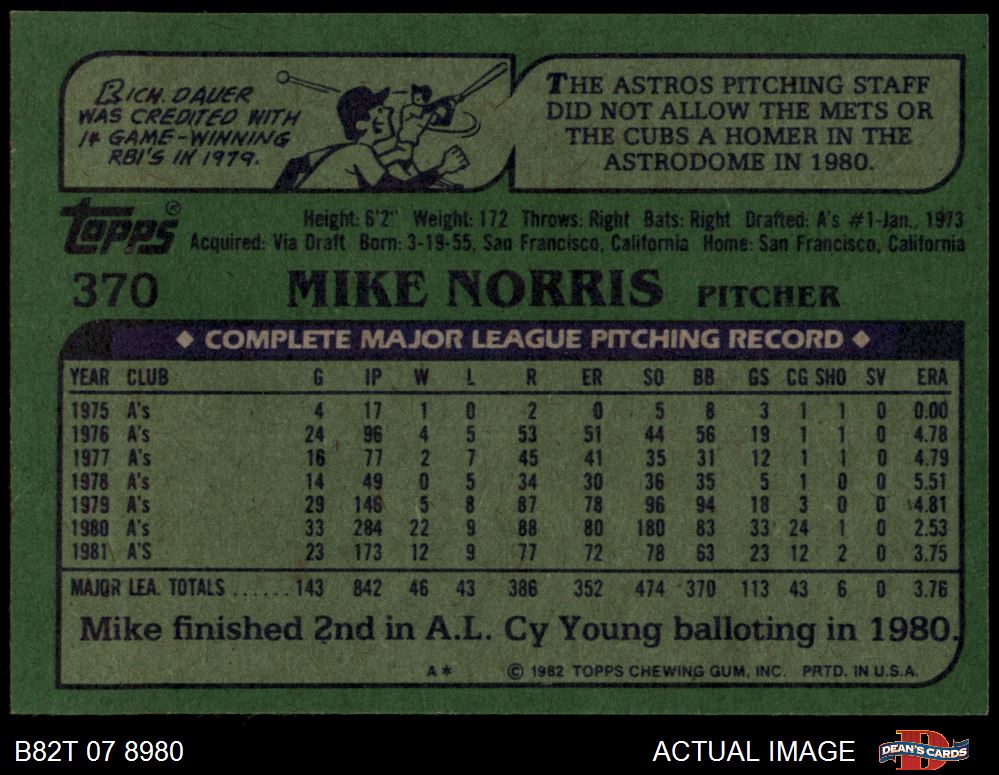 RICH DAUER
WAS CREDITED WITH
14 GAME-WINNING
RBI'S IN 1979.
THE ASTROS PITCHING STAFF
DID NOT ALLOW THE METS OR
THE CUBS A HOMER IN THE
ASTRODOME IN 1980.
Topps®
Height: 6'2" Weight: 172 Throws: Right Bats: Right Drafted: A's #1-Jan., 1973
Acquired: Via Draft Born: 3-19-55, San Francisco, California Home: San Francisco, California
370 MIKE NORRIS PITCHER
◆ COMPLETE MAJOR LEAGUE PITCHING RECORD ◆
YEAR CLUB G IP W L R ER SO BB GS CG SHO SV ERA
1975 A's 4 17 1 0 2 0 5 8 3 1 1 0 0.00
1976 A's 24 96 4 5 53 51 44 56 19 1 1 0 4.78
1977 A's 16 77 2 7 45 41 35 31 12 1 1 0 4.79
1978 A's 14 49 0 5 34 30 36 35 5 1 0 0 5.51
1979 A's 29 146 5 8 87 78 96 94 18 3 0 0 4.81
1980 A's 33 284 22 9 88 80 180 83 33 24 1 0 2.53
1981 A'S 23 173 12 9 77 72 78 63 23 12 2 0 3.75
MAJOR LEA. TOTALS ......143 842 46 43 386 352 474 370 113 43 6 0 3.76
Mike finished 2nd in A.L. Cy Young balloting in 1980.
A* © 1982 TOPPS CHEWING GUM, INC. PRTD. IN U.S.A.
B82T 07 8980 ACTUAL IMAGE D DEAN'S CARDS